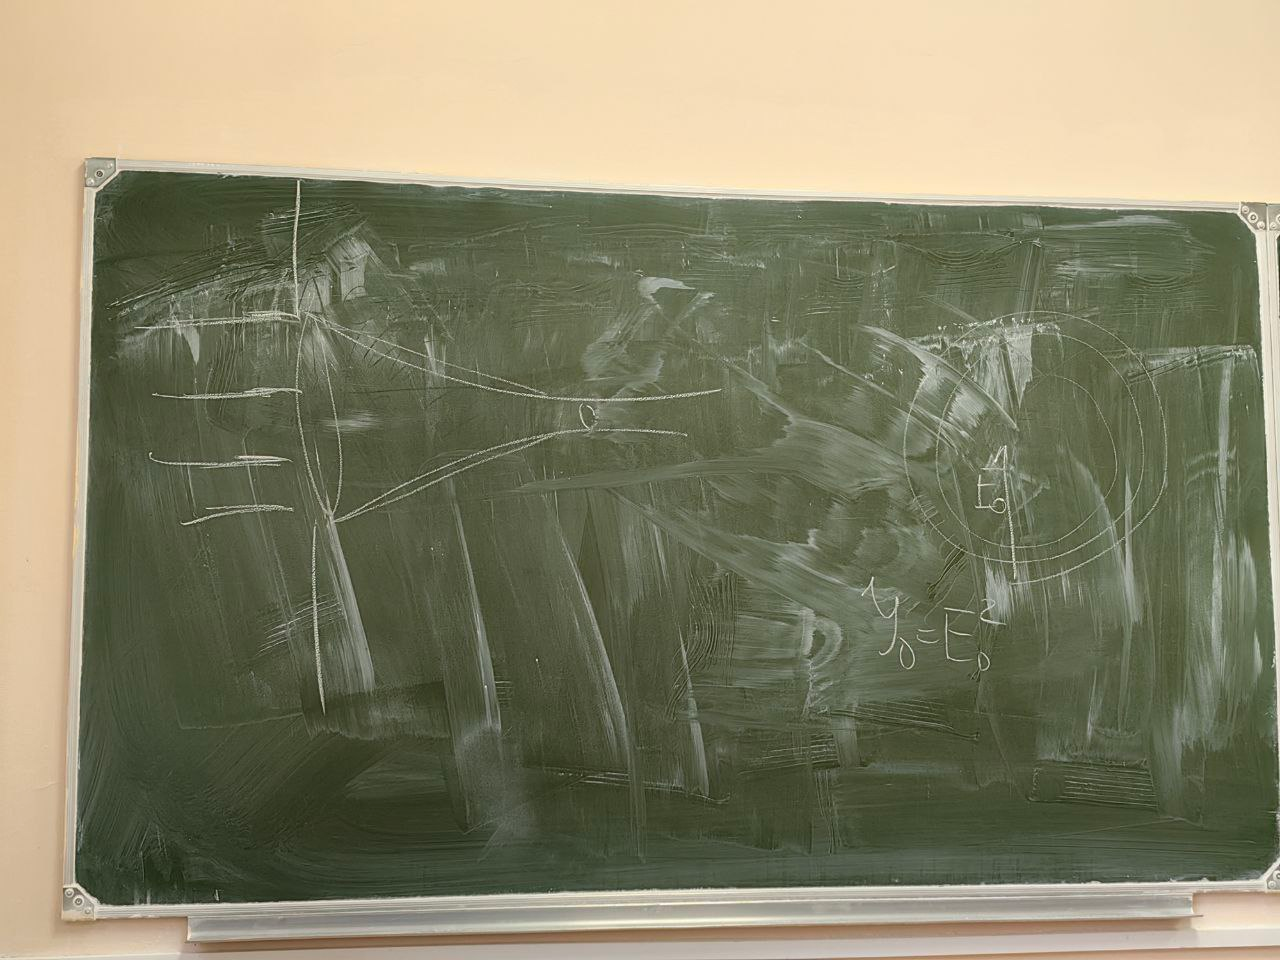 E₀
y₀ = E₀²